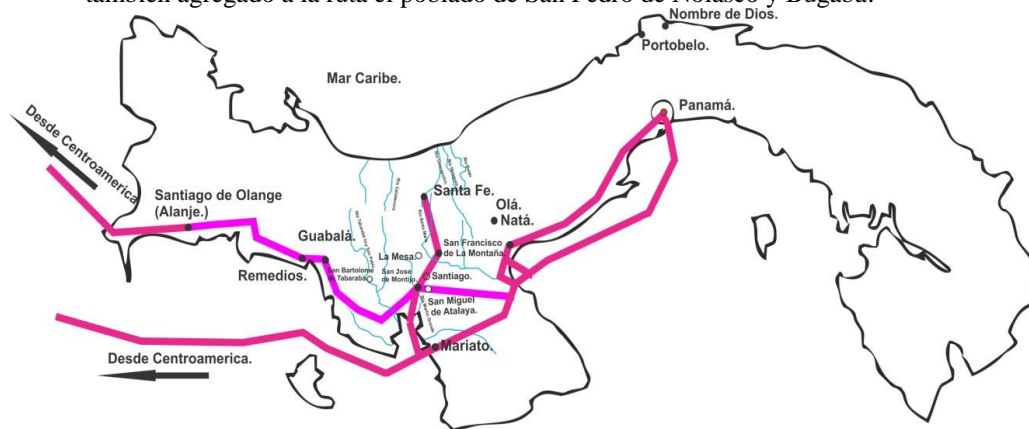 también agregado a la ruta el poblado de San Pedro de Nolasco y Bugaba.
Nombre de Dios.
Portobelo.
Mar Caribe.
Panamá.
Desde Centroamerica
Santa Fe.
Santiago de Olange
(Alanje.)
Olá.
Natá.
Guabalá.
San Francisco
de La Montaña
La Mesa.
Remedios.
San Bartolome
de Tabarabá
San Jose
de Montijo
Santiago.
San Miguel
de Atalaya.
Mariato.
Desde Centroamerica.